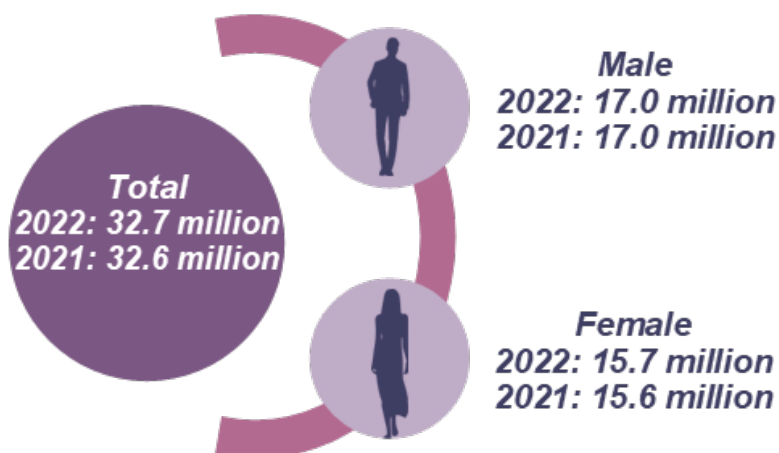 Total
2022: 32.7 million
2021: 32.6 million
Male
2022: 17.0 million
2021: 17.0 million
Female
2022: 15.7 million
2021: 15.6 million